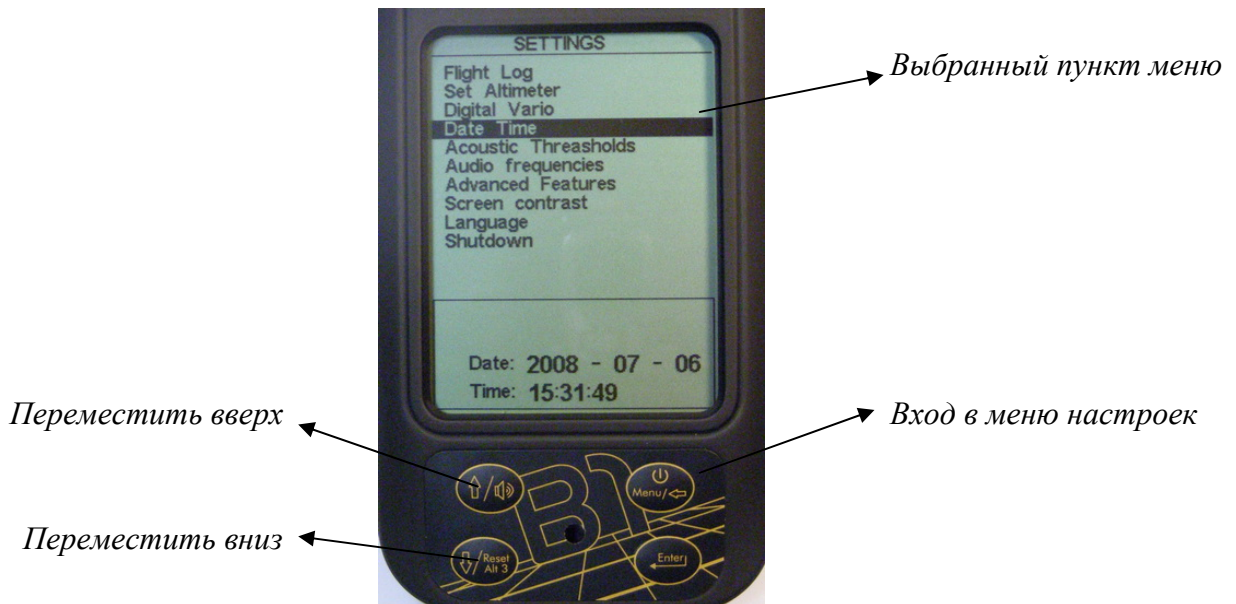 SETTINGS
Flight Log
Set Altimeter
Digital Vario
Date Time
Acoustic Threasholds
Audio frequencies
Advanced Features
Screen contrast
Language
Shutdown
Date: 2008 - 07 - 06
Time: 15:31:49
Выбранный пункт меню
Переместить вверх
Вход в меню настроек
Переместить вниз
B1
Menu/
Reset
Alt 3
Enter